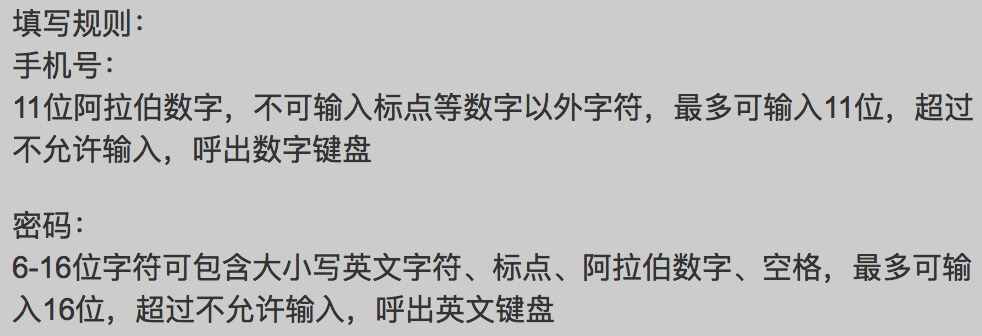 填写规则：
手机号：
11位阿拉伯数字，不可输入标点等数字以外字符，最多可输入11位，超过
不允许输入，呼出数字键盘
密码：
6-16位字符可包含大小写英文字符、标点、阿拉伯数字、空格，最多可输
入16位，超过不允许输入，呼出英文键盘